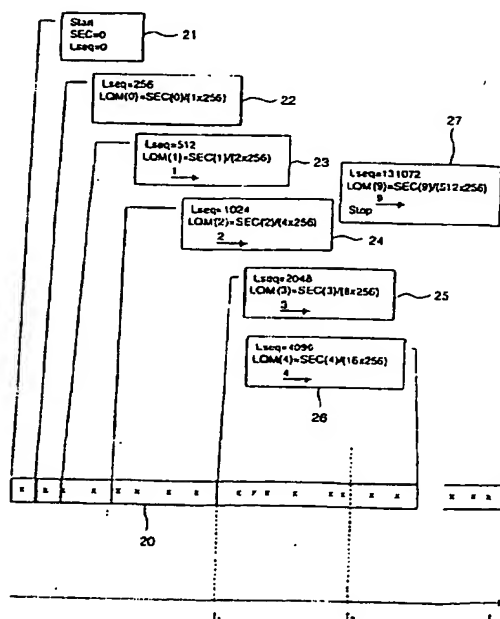 Start
SEC=0
Lseq=0
21
Lseq=256
LOM(0)=SEC(0)/(1x256)
22
27
Lseq=512
LOM(1)=SEC(1)/(2x256)
1
23
Lseq=131072
LOM(9)=SEC(9)/(512x256)
9
Stop
Lseq=1024
LOM(2)=SEC(2)/(4x256)
2
24
Lseq=2048
LOM(3)=SEC(3)/(8x256)
3
25
Lseq=4096
LOM(4)=SEC(4)/(16x256)
4
26
x x x x x x x x x x x x x x x x x x x
20